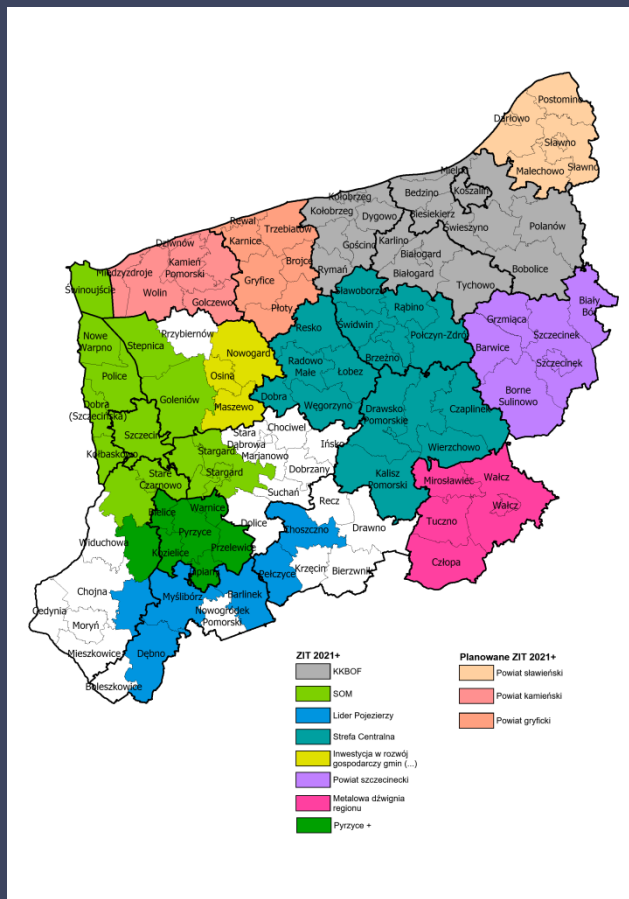 Postomino
Darłowo
Sławno
Malechowo
Sławno
Mielno
Koszalin
Będzino
Biesiekierz
Świeszyno
Polanów
Bobolice
Kołobrzeg
Kołobrzeg
Dygowo
Gościno
Karlino
Białogard
Białogard
Rymań
Tychowo
Rewal
Trzebiatów
Karnice
Brojce
Gryfice
Płoty
Dziwnów
Międzyzdroje
Kamień
Pomorski
Wolin
Golczewo
Świnoujście
Przybiernów
Sławoborze
Rąbino
Świdwin
Połczyn-Zdrój
Brzeżno
Resko
Radowo
Małe
Łobez
Dobra
Węgorzyno
Biały
Bór
Grzmiąca
Szczecinek
Barwice
Szczecinek
Borne
Sulinowo
Nowe
Warpno
Stepnica
Nowogard
Police
Osina
Goleniów
Maszewo
Dobra
(Szczecińska)
Szczecin
Kołbaskowo
Stargard
Stargard
Stare
Czarnowo
Stara
Dąbrowa
Chociwel
Marianowo
Ińsko
Dobrzany
Suchań
Drawsko
Pomorskie
Czaplinek
Wierzchowo
Kalisz
Pomorski
Mirosławiec
Wałcz
Wałcz
Tuczno
Człopa
Recz
Drawno
Choszczno
Dolice
Krzęcin
Bierzwnik
Pełczyce
Bielice
Warnice
Pyrzyce
Kozielice
Przelewice
Lipiany
Widuchowa
Chojna
Cedynia
Moryń
Mieszkowice
Boleszkowice
Myślibórz
Barlinek
Nowogródek
Pomorski
Dębno
ZIT 2021+
KKBOF
SOM
Lider Pojezierzy
Strefa Centralna
Inwestycja w rozwój
gospodarczy gmin (...)
Powiat szczecinecki
Metalowa dźwignia
regionu
Pyrzyce +
Planowane ZIT 2021+
Powiat sławieński
Powiat kamieński
Powiat gryficki